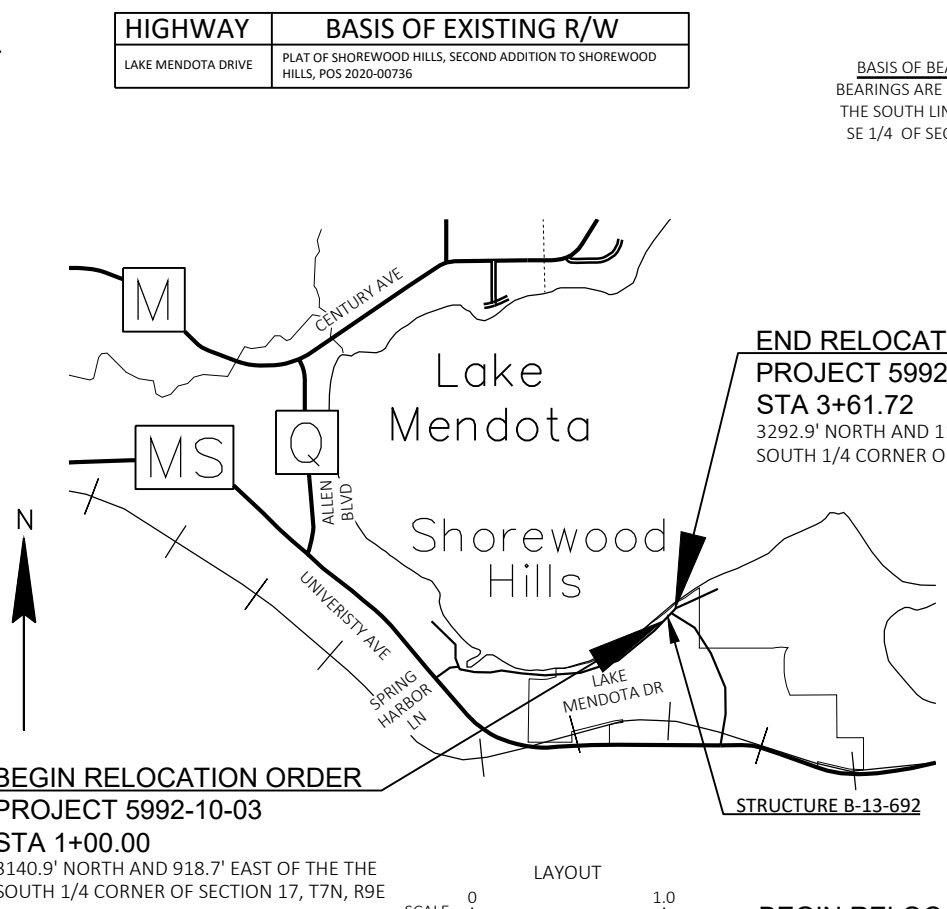 HIGHWAY BASIS OF EXISTING R/W
LAKE MENDOTA DRIVE PLAT OF SHOREWOOD HILLS, SECOND ADDITION TO SHOREWOOD
HILLS, POS 2020-00736
BASIS OF BEA
BEARINGS ARE
THE SOUTH LIN
SE 1/4 OF SEC
M
CENTURY AVE
Lake
Mendota
END RELOCAT
PROJECT 5992
STA 3+61.72
3292.9' NORTH AND 1
SOUTH 1/4 CORNER O
MS
Q
ALLEN
BLVD
N
Shorewood
Hills
UNIVERISTY AVE
SPRING
HARBOR
LN
LAKE
MENDOTA DR
BEGIN RELOCATION ORDER
PROJECT 5992-10-03
STA 1+00.00
3140.9' NORTH AND 918.7' EAST OF THE THE
SOUTH 1/4 CORNER OF SECTION 17, T7N, R9E
STRUCTURE B-13-692
LAYOUT
0 1.0
SCALE
BEGIN RELOC